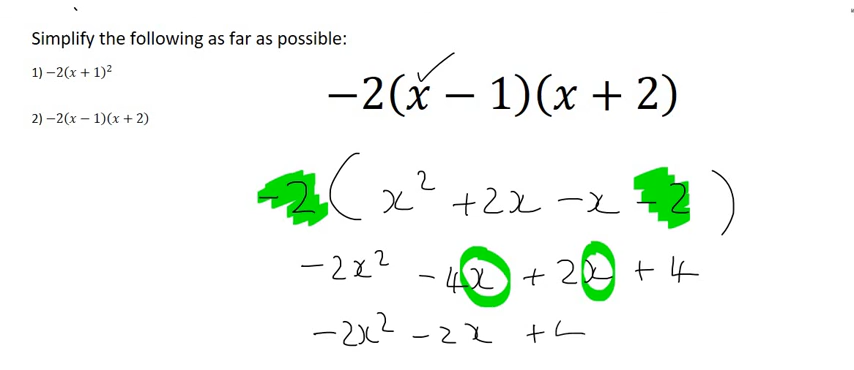 Simplify the following as far as possible:
1) −2(x + 1)²
2) −2(x − 1)(x + 2)
−2(x − 1)(x + 2)
−2(x² +2x −x −2)
−2x² −4x +2x +4
−2x² −2x +4